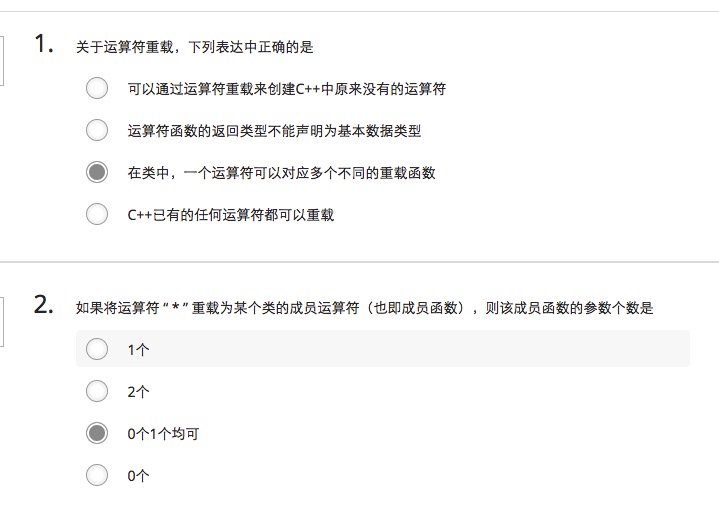 1. 关于运算符重载，下列表达中正确的是
可以通过运算符重载来创建C++中原来没有的运算符
运算符函数的返回类型不能声明为基本数据类型
在类中，一个运算符可以对应多个不同的重载函数
C++已有的任何运算符都可以重载
2. 如果将运算符“*”重载为某个类的成员运算符（也即成员函数）, 则该成员函数的参数个数是
1个
2个
0个1个均可
0个